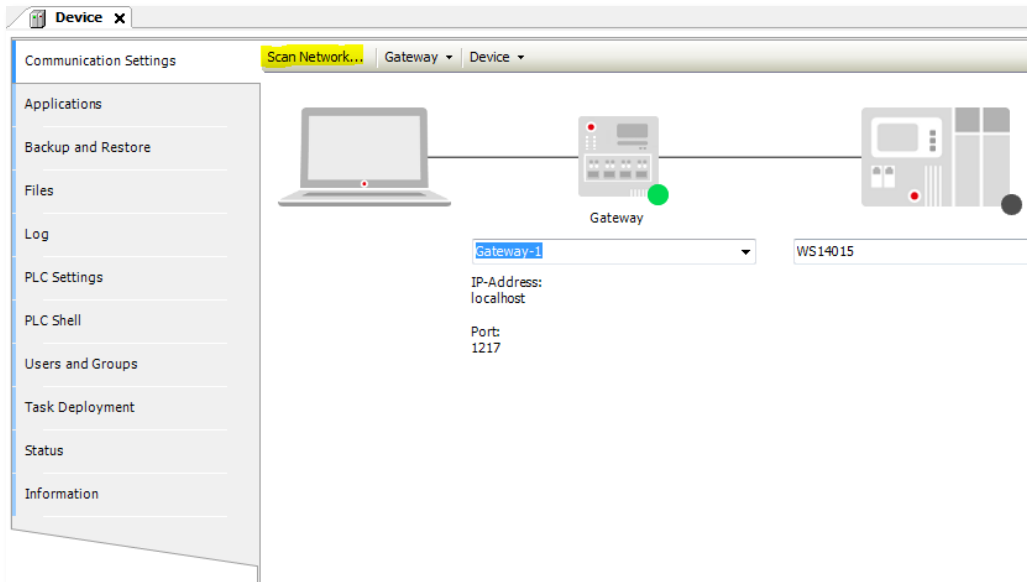 Device
Communication Settings
Scan Network... Gateway Device
Applications
Backup and Restore
Files
Log
PLC Settings
PLC Shell
Users and Groups
Task Deployment
Status
Information
Gateway
Gateway-1
WS14015
IP-Address:
localhost
Port:
1217